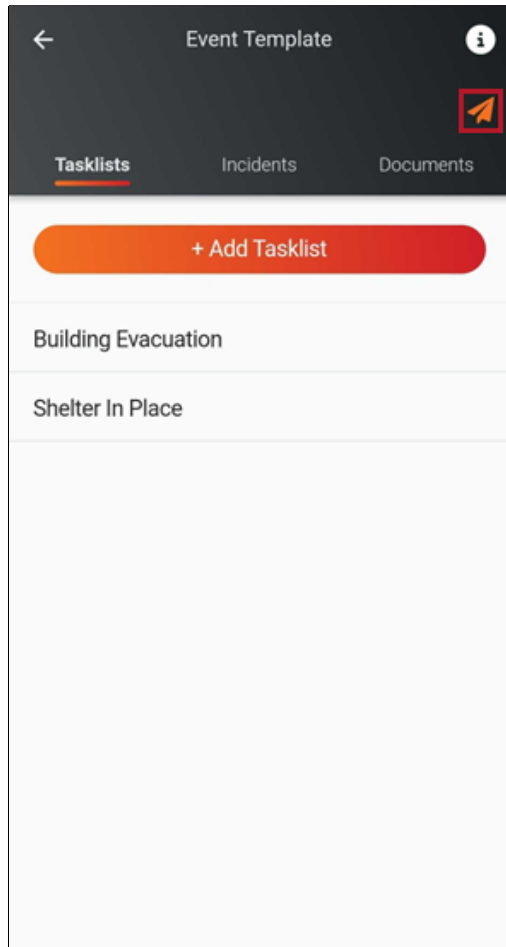 Event Template
Tasklists Incidents Documents
+ Add Tasklist
Building Evacuation
Shelter In Place